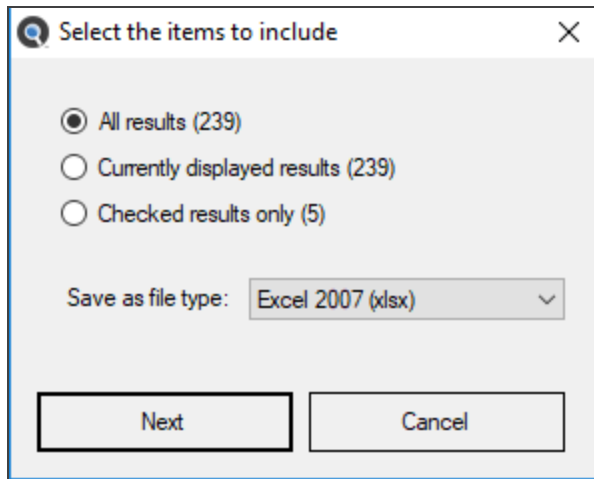 Select the items to include
All results (239)
Currently displayed results (239)
Checked results only (5)
Save as file type: Excel 2007 (xlsx)
Next Cancel